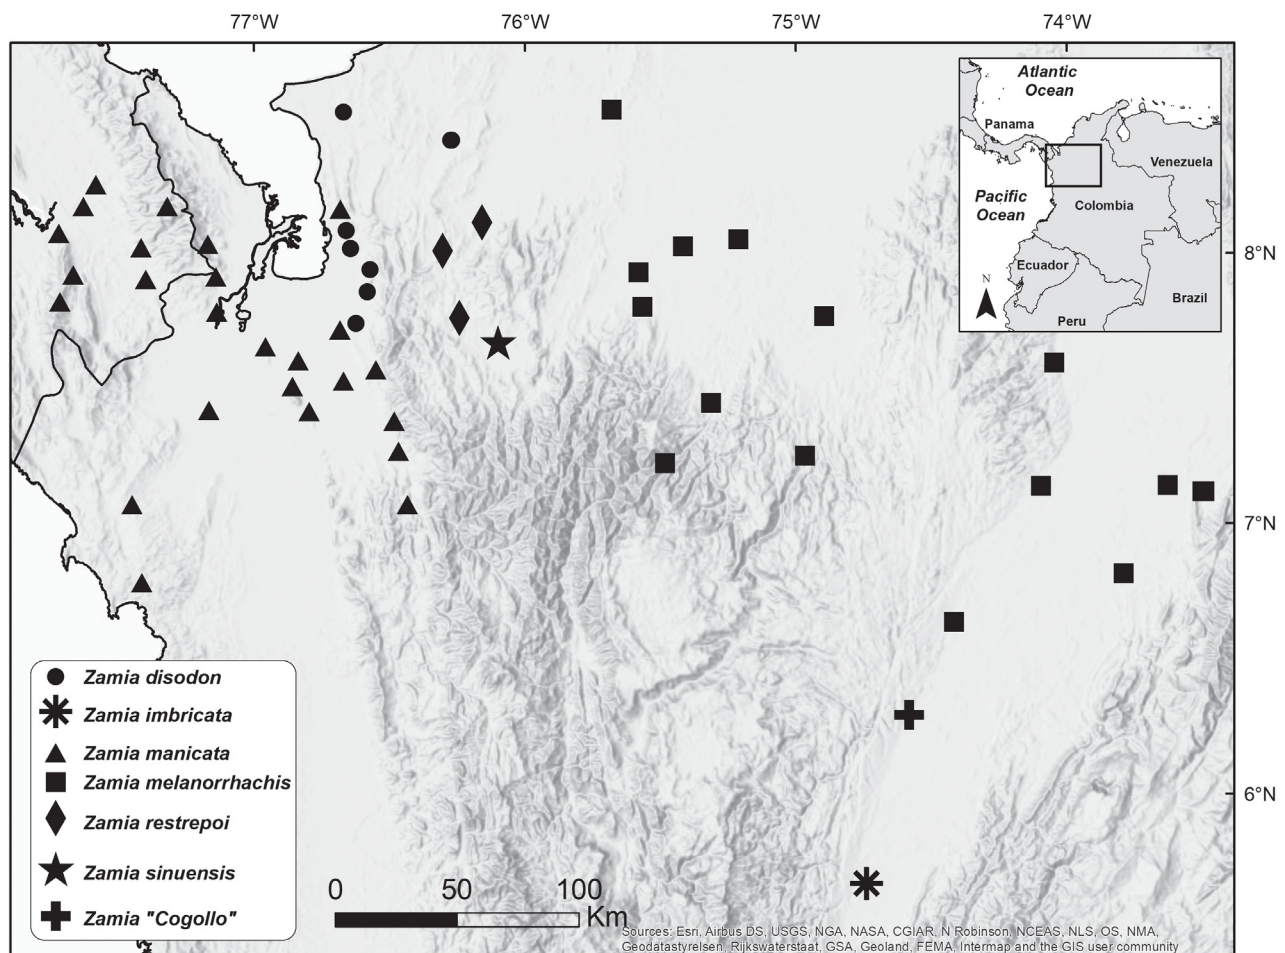 77°W 76°W 75°W 74°W
Atlantic
Ocean
Panama
Venezuela
Pacific
Ocean
Colombia
Ecuador
N
Brazil
Peru
8°N
7°N
6°N
Zamia disodon
Zamia imbricata
Zamia manicata
Zamia melanorrhachis
Zamia restrepoi
Zamia sinuensis
Zamia "Cogollo"
0 50 100
Km
Sources: Esri, Airbus DS, USGS, NGA, NASA, CGIAR, N Robinson, NCEAS, NLS, OS, NMA,
Geodatastyrelsen, Rijkswaterstaat, GSA, Geoland, FEMA, Intermap and the GIS user community